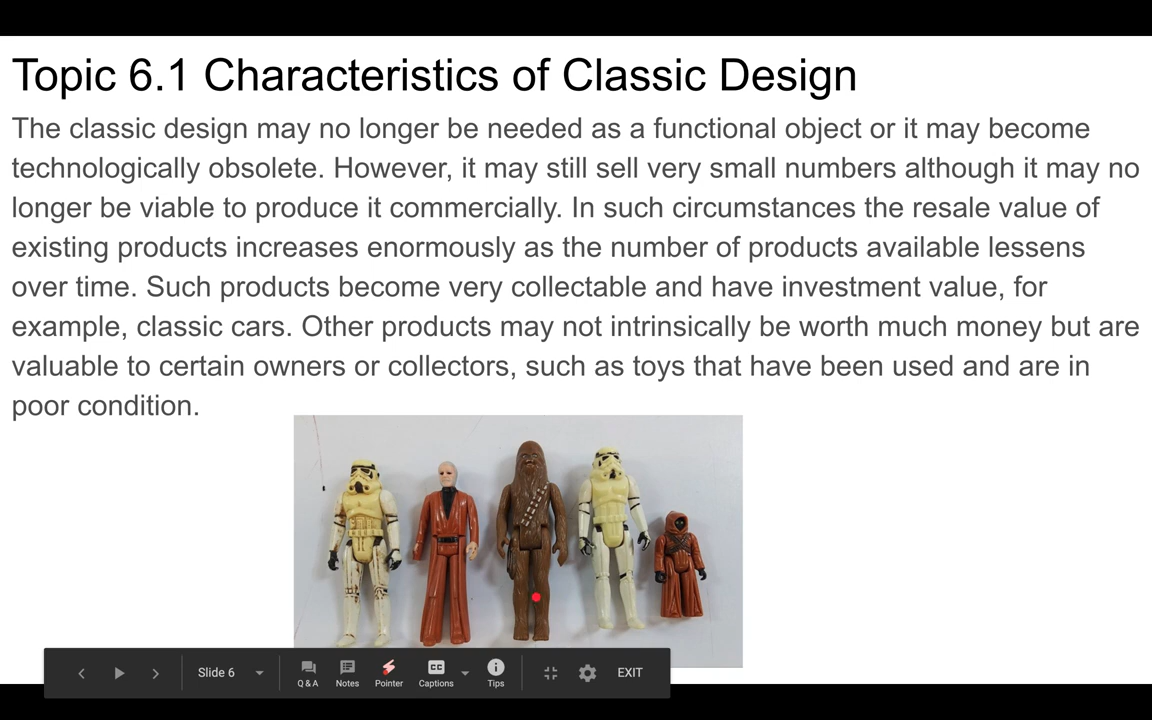 Topic 6.1 Characteristics of Classic Design
The classic design may no longer be needed as a functional object or it may become
technologically obsolete. However, it may still sell very small numbers although it may no
longer be viable to produce it commercially. In such circumstances the resale value of
existing products increases enormously as the number of products available lessens
over time. Such products become very collectable and have investment value, for
example, classic cars. Other products may not intrinsically be worth much money but are
valuable to certain owners or collectors, such as toys that have been used and are in
poor condition.
Slide 6
Q & A
Notes
Pointer
CC
Captions
Tips
EXIT